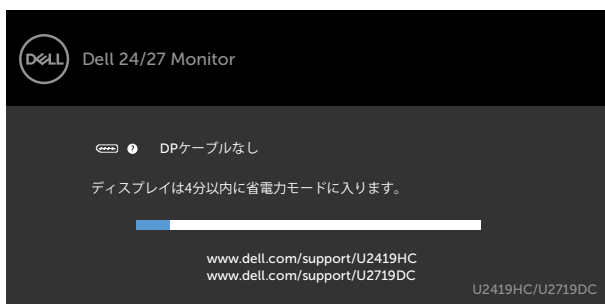 DELL
Dell 24/27 Monitor
? DPケーブルなし
ディスプレイは4分以内に省電力モードに入ります。
www.dell.com/support/U2419HC
www.dell.com/support/U2719DC
U2419HC/U2719DC